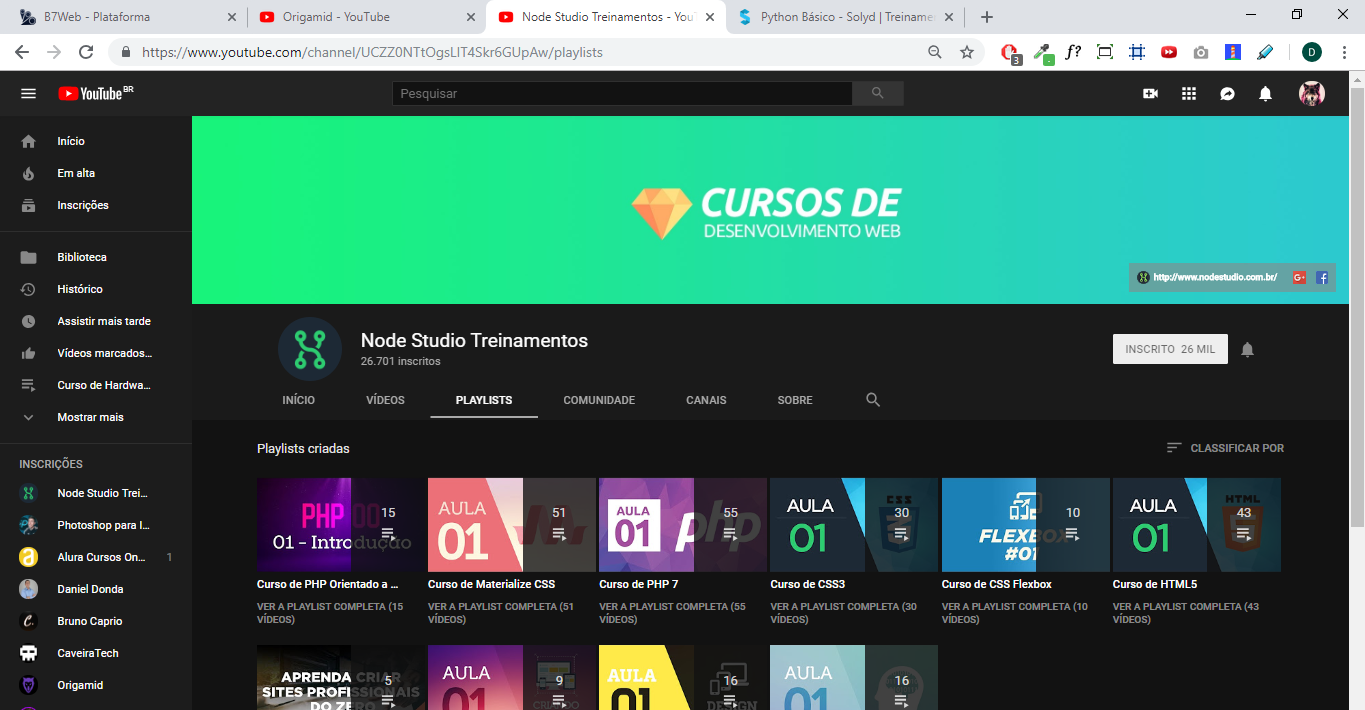 B7Web - Plataforma
Origamid - YouTube
Node Studio Treinamentos - You
Python Básico - Solyd | Treiname
https://www.youtube.com/channel/UCZZ0NTtOgsLIT4Skr6GUpAw/playlists
3
f?
D
YouTube BR
Pesquisar
Início
Em alta
Inscrições
Biblioteca
Histórico
Assistir mais tarde
Vídeos marcados...
Curso de Hardwa...
Mostrar mais
INSCRIÇÕES
Node Studio Trei...
Photoshop para I...
Alura Cursos On...
1
Daniel Donda
Bruno Caprio
CaveiraTech
Origamid
CURSOS DE
DESENVOLVIMENTO WEB
http://www.nodestudio.com.br/
G+
f
Node Studio Treinamentos
26.701 inscritos
INSCRITO 26 MIL
INÍCIO
VÍDEOS
PLAYLISTS
COMUNIDADE
CANAIS
SOBRE
Playlists criadas
CLASSIFICAR POR
PHP OO
01 - Introdução
15
Curso de PHP Orientado a ...
VER A PLAYLIST COMPLETA (15
VÍDEOS)
AULA
01
51
Curso de Materialize CSS
VER A PLAYLIST COMPLETA (51
VÍDEOS)
AULA
01
php
55
Curso de PHP 7
VER A PLAYLIST COMPLETA (55
VÍDEOS)
AULA
01
CSS
30
Curso de CSS3
VER A PLAYLIST COMPLETA (30
VÍDEOS)
FLEXBOX
#01
10
Curso de CSS Flexbox
VER A PLAYLIST COMPLETA (10
VÍDEOS)
AULA
01
HTML
43
Curso de HTML5
VER A PLAYLIST COMPLETA (43
VÍDEOS)
APRENDA CRIAR
SITES PROFISSIONAIS
DO ZERO
5
AULA
01
CRIANDO
9
AULA
01
DESIGN
16
AULA
01
16